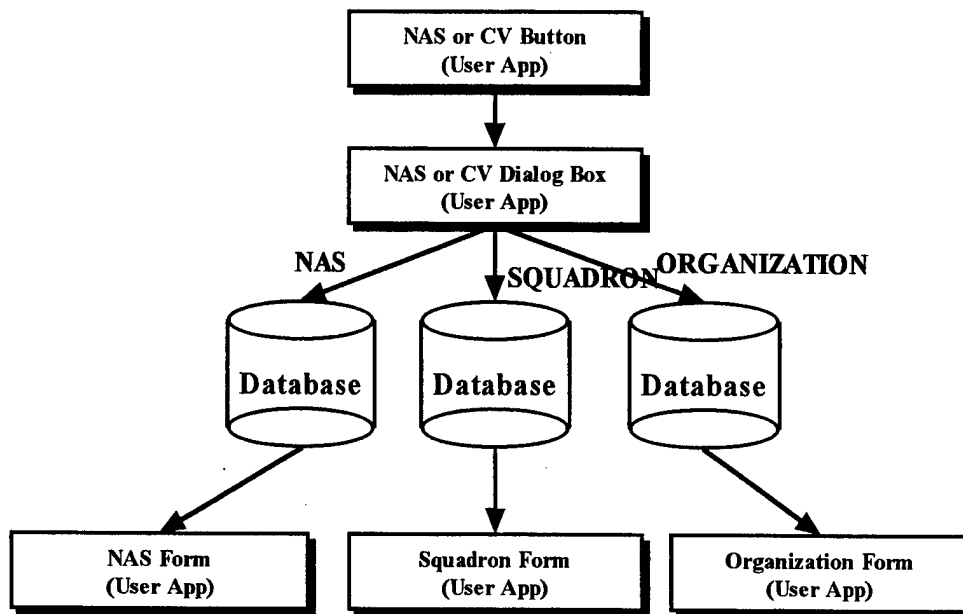 NAS or CV Button
(User App)
NAS or CV Dialog Box
(User App)
NAS
SQUADRON
ORGANIZATION
Database
Database
Database
NAS Form
(User App)
Squadron Form
(User App)
Organization Form
(User App)